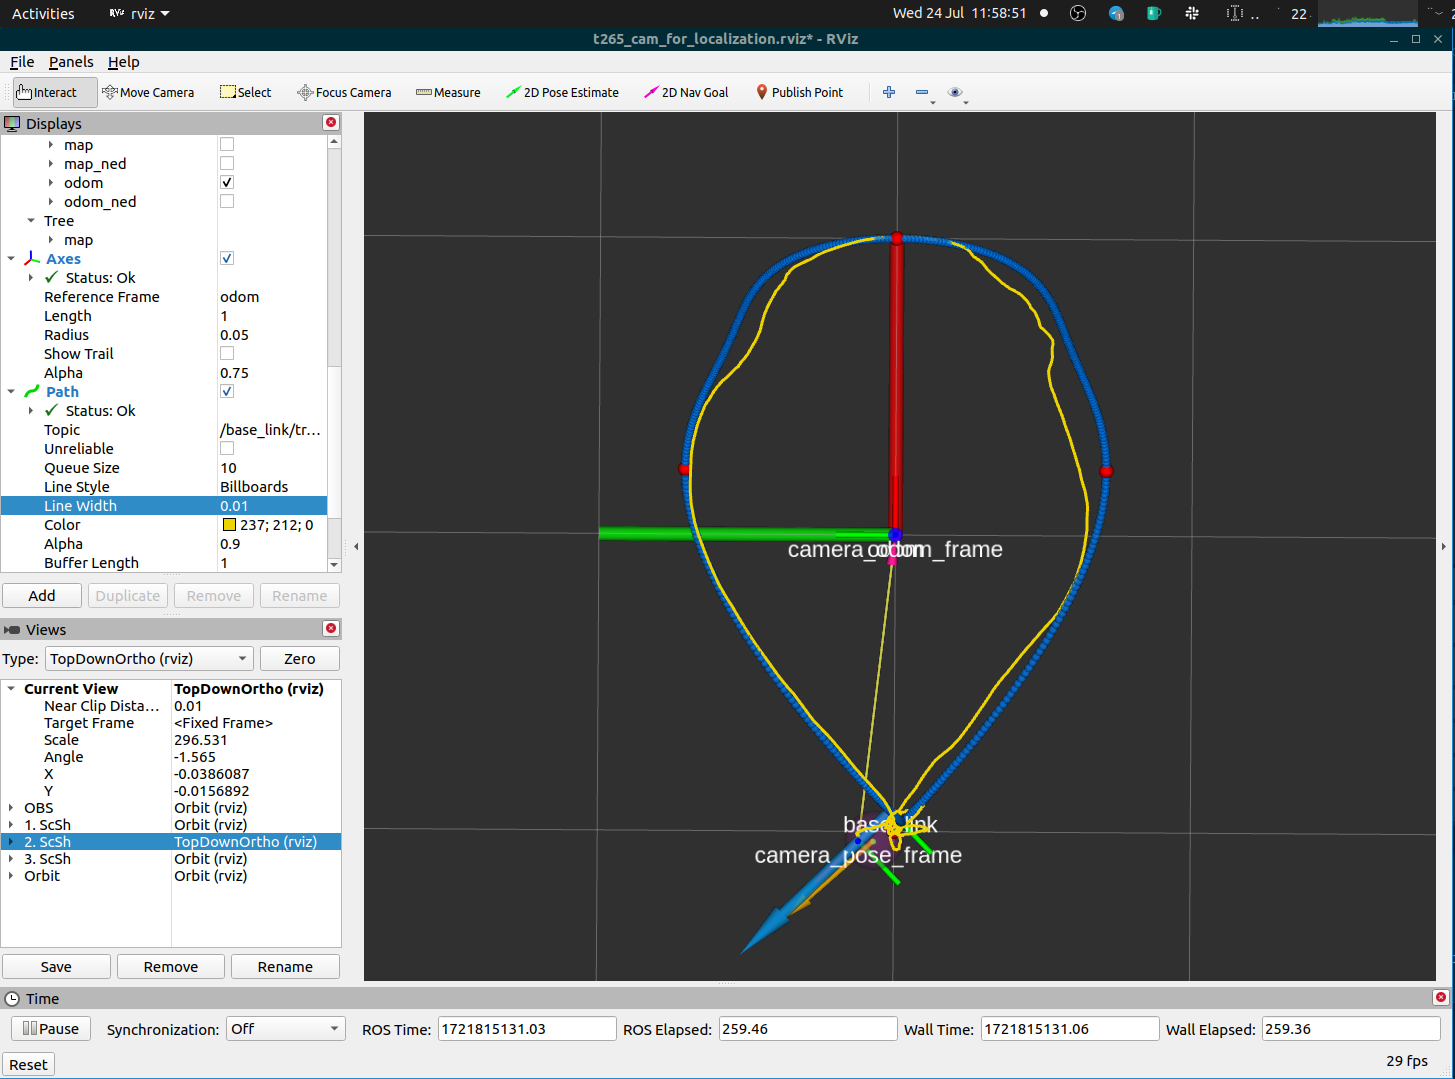 Activities RViz rviz Wed 24 Jul 11:58:51 22
t265_cam_for_localization.rviz* - RViz
File Panels Help
Interact Move Camera Select Focus Camera Measure 2D Pose Estimate 2D Nav Goal Publish Point
Displays
map
map_ned
odom
odom_ned
Tree
map
Axes
Status: Ok
Reference Frame odom
Length 1
Radius 0.05
Show Trail
Alpha 0.75
Path
Status: Ok
Topic /base_link/tr...
Unreliable
Queue Size 10
Line Style Billboards
Line Width 0.01
Color 237; 212; 0
Alpha 0.9
Buffer Length 1
Add Duplicate Remove Rename
Views
Type: TopDownOrtho (rviz) Zero
Current View TopDownOrtho (rviz)
Near Clip Dista... 0.01
Target Frame <Fixed Frame>
Scale 296.531
Angle -1.565
X -0.0386087
Y -0.0156892
OBS Orbit (rviz)
1. ScSh Orbit (rviz)
2. ScSh TopDownOrtho (rviz)
3. ScSh Orbit (rviz)
Orbit Orbit (rviz)
Save Remove Rename
camera_odom_frame
odom
base_link
camera_pose_frame
Time
Pause Synchronization: Off ROS Time: 1721815131.03 ROS Elapsed: 259.46 Wall Time: 1721815131.06 Wall Elapsed: 259.36
Reset 29 fps